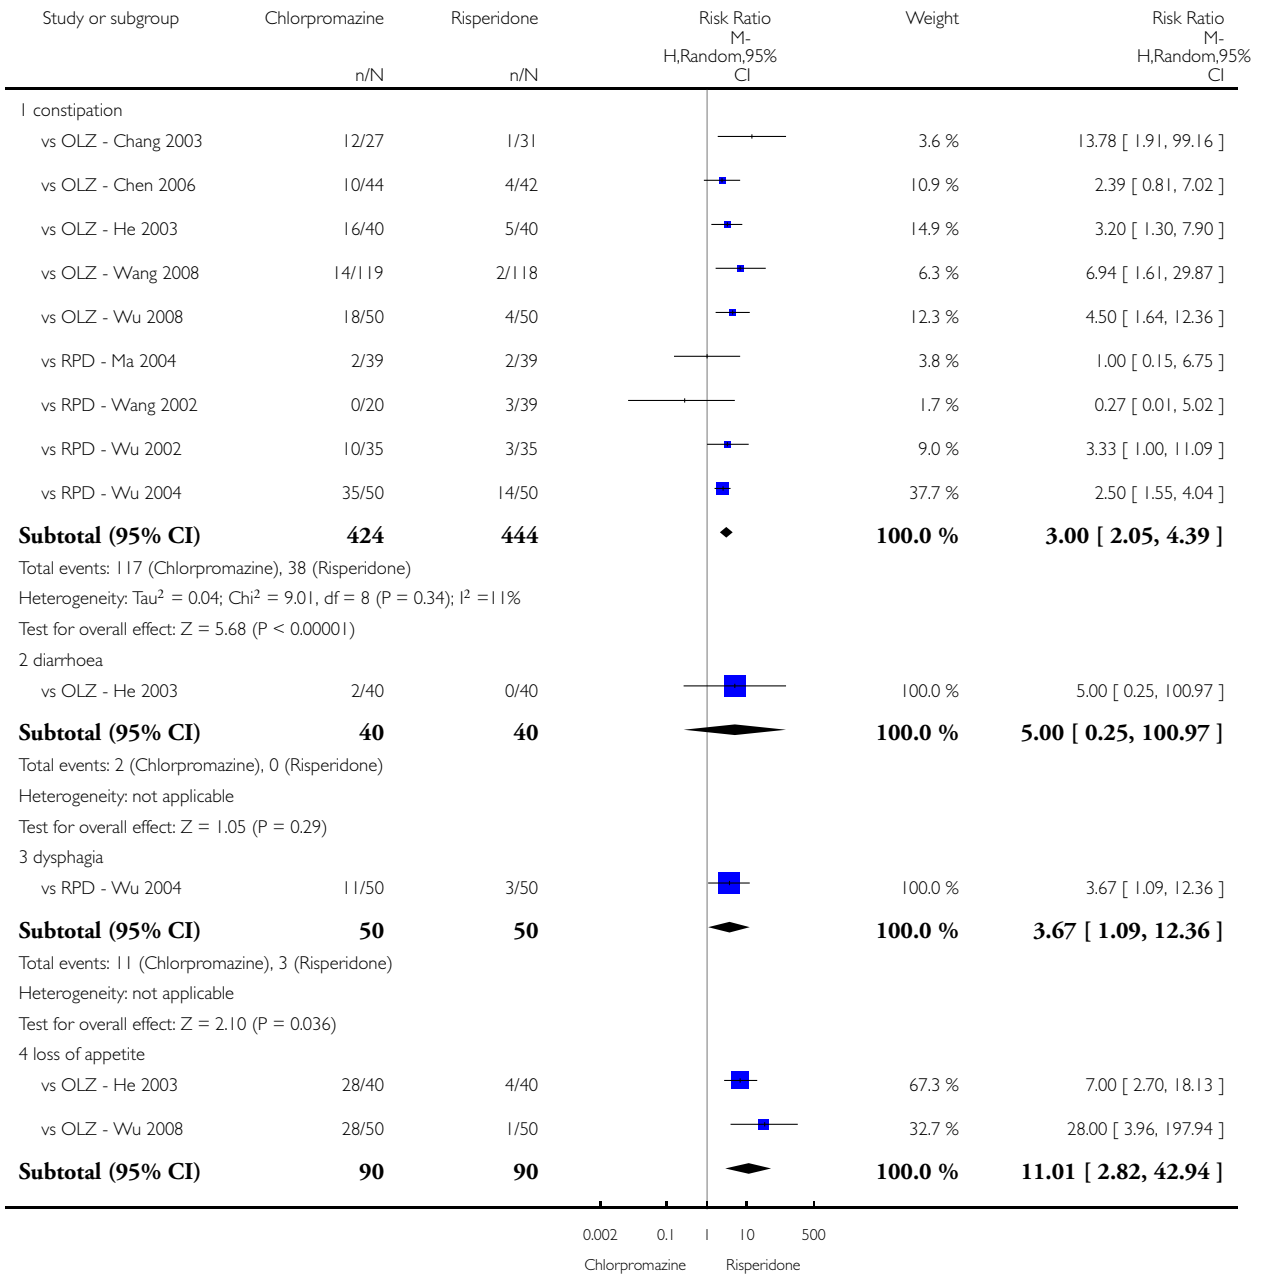 Study or subgroup Chlorpromazine Risperidone Risk Ratio Weight Risk Ratio
M- M-
H,Random,95% H,Random,95%
n/N n/N CI CI
1 constipation
vs OLZ - Chang 2003 12/27 1/31 3.6 % 13.78 [ 1.91, 99.16 ]
vs OLZ - Chen 2006 10/44 4/42 10.9 % 2.39 [ 0.81, 7.02 ]
vs OLZ - He 2003 16/40 5/40 14.9 % 3.20 [ 1.30, 7.90 ]
vs OLZ - Wang 2008 14/119 2/118 6.3 % 6.94 [ 1.61, 29.87 ]
vs OLZ - Wu 2008 18/50 4/50 12.3 % 4.50 [ 1.64, 12.36 ]
vs RPD - Ma 2004 2/39 2/39 3.8 % 1.00 [ 0.15, 6.75 ]
vs RPD - Wang 2002 0/20 3/39 1.7 % 0.27 [ 0.01, 5.02 ]
vs RPD - Wu 2002 10/35 3/35 9.0 % 3.33 [ 1.00, 11.09 ]
vs RPD - Wu 2004 35/50 14/50 37.7 % 2.50 [ 1.55, 4.04 ]
Subtotal (95% CI) 424 444 100.0 % 3.00 [ 2.05, 4.39 ]
Total events: 117 (Chlorpromazine), 38 (Risperidone)
Heterogeneity: Tau² = 0.04; Chi² = 9.01, df = 8 (P = 0.34); I² =11%
Test for overall effect: Z = 5.68 (P < 0.00001)
2 diarrhoea
vs OLZ - He 2003 2/40 0/40 100.0 % 5.00 [ 0.25, 100.97 ]
Subtotal (95% CI) 40 40 100.0 % 5.00 [ 0.25, 100.97 ]
Total events: 2 (Chlorpromazine), 0 (Risperidone)
Heterogeneity: not applicable
Test for overall effect: Z = 1.05 (P = 0.29)
3 dysphagia
vs RPD - Wu 2004 11/50 3/50 100.0 % 3.67 [ 1.09, 12.36 ]
Subtotal (95% CI) 50 50 100.0 % 3.67 [ 1.09, 12.36 ]
Total events: 11 (Chlorpromazine), 3 (Risperidone)
Heterogeneity: not applicable
Test for overall effect: Z = 2.10 (P = 0.036)
4 loss of appetite
vs OLZ - He 2003 28/40 4/40 67.3 % 7.00 [ 2.70, 18.13 ]
vs OLZ - Wu 2008 28/50 1/50 32.7 % 28.00 [ 3.96, 197.94 ]
Subtotal (95% CI) 90 90 100.0 % 11.01 [ 2.82, 42.94 ]
0.002 0.1 1 10 500
Chlorpromazine Risperidone